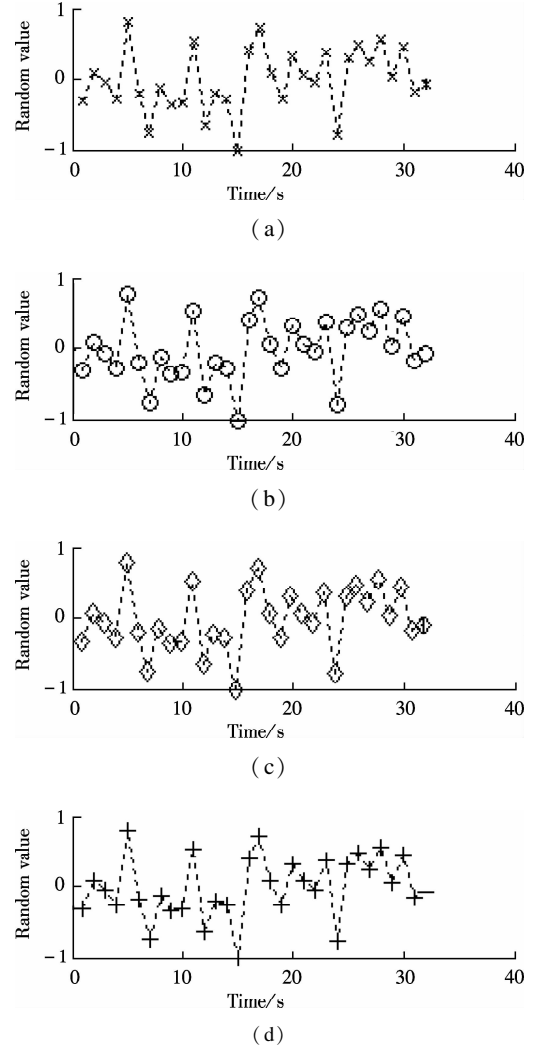 Random value
1
0
−1
0 10 20 30 40
Time/s
(a)
Random value
1
0
−1
0 10 20 30 40
Time/s
(b)
Random value
1
0
−1
0 10 20 30 40
Time/s
(c)
Random value
1
0
−1
0 10 20 30 40
Time/s
(d)